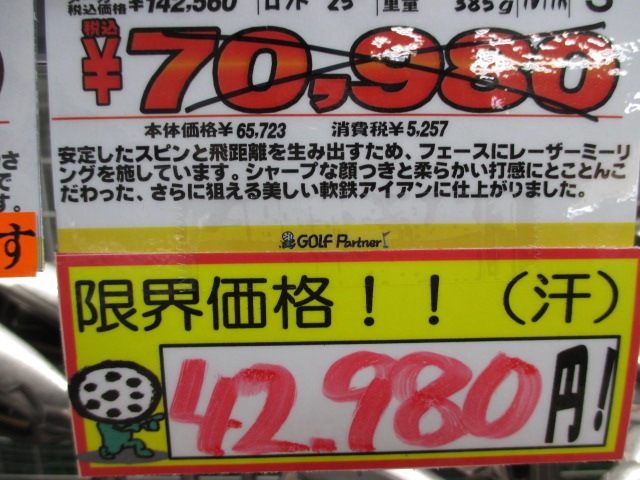 税込価格¥142,560 ロフト 25 重量 385g
税込 ¥70,980
本体価格¥65,723 消費税¥5,257
安定したスピンと飛距離を生み出すため、フェースにレーザーミーリ
ングを施しています。シャープな顔つきと柔らかい打感にとことんこ
だわった、さらに狙える美しい軟鉄アイアンに仕上がりました。
さ
です。
す
GOLF Partner
限界価格!!(汗)
42.980円!